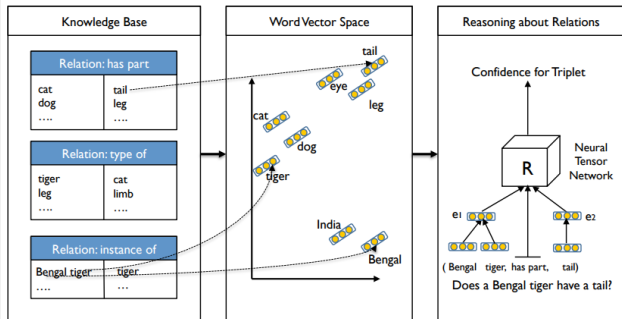 Knowledge Base
Relation: has part
cat tail
dog leg
.... ....
Relation: type of
tiger cat
leg limb
.... ....
Relation: instance of
Bengal tiger tiger
.... ...
Word Vector Space
tail
eye
leg
cat
dog
tiger
India
Bengal
Reasoning about Relations
Confidence for Triplet
R
Neural
Tensor
Network
e1
e2
( Bengal tiger, has part, tail)
Does a Bengal tiger have a tail?